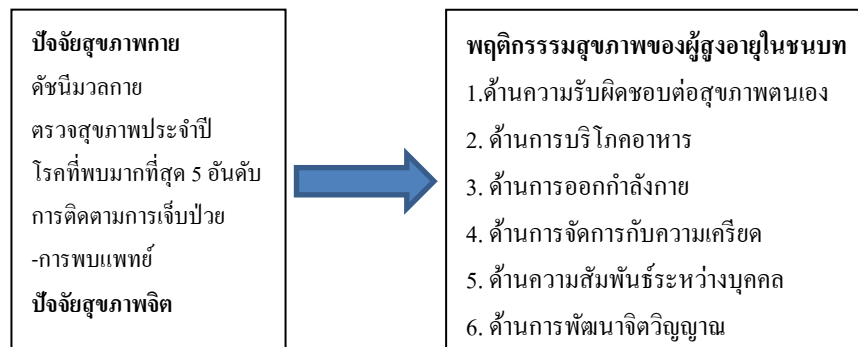 ปัจจัยสุขภาพกาย
ดัชนีมวลกาย
ตรวจสุขภาพประจำปี
โรคที่พบมากที่สุด 5 อันดับ
การติดตามการเจ็บป่วย
-การพบแพทย์
ปัจจัยสุขภาพจิต
พฤติกรรรมสุขภาพของผู้สูงอายุในชนบท
1.ด้านความรับผิดชอบต่อสุขภาพตนเอง
2. ด้านการบริโภคอาหาร
3. ด้านการออกกำลังกาย
4. ด้านการจัดการกับความเครียด
5. ด้านความสัมพันธ์ระหว่างบุคคล
6. ด้านการพัฒนาจิตวิญญาณ